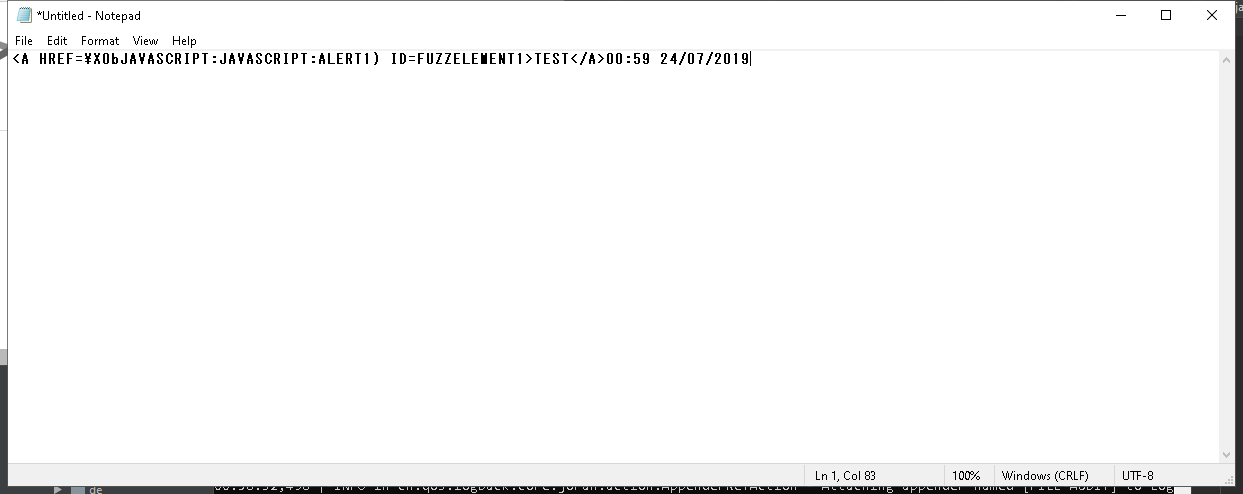 *Untitled - Notepad
File Edit Format View Help
<A HREF=¥X0bJAVASCRIPT:JAVASCRIPT:ALERT1) ID=FUZZELEMENT1>TEST</A>00:59 24/07/2019
Ln 1, Col 83 100% Windows (CRLF) UTF-8
de